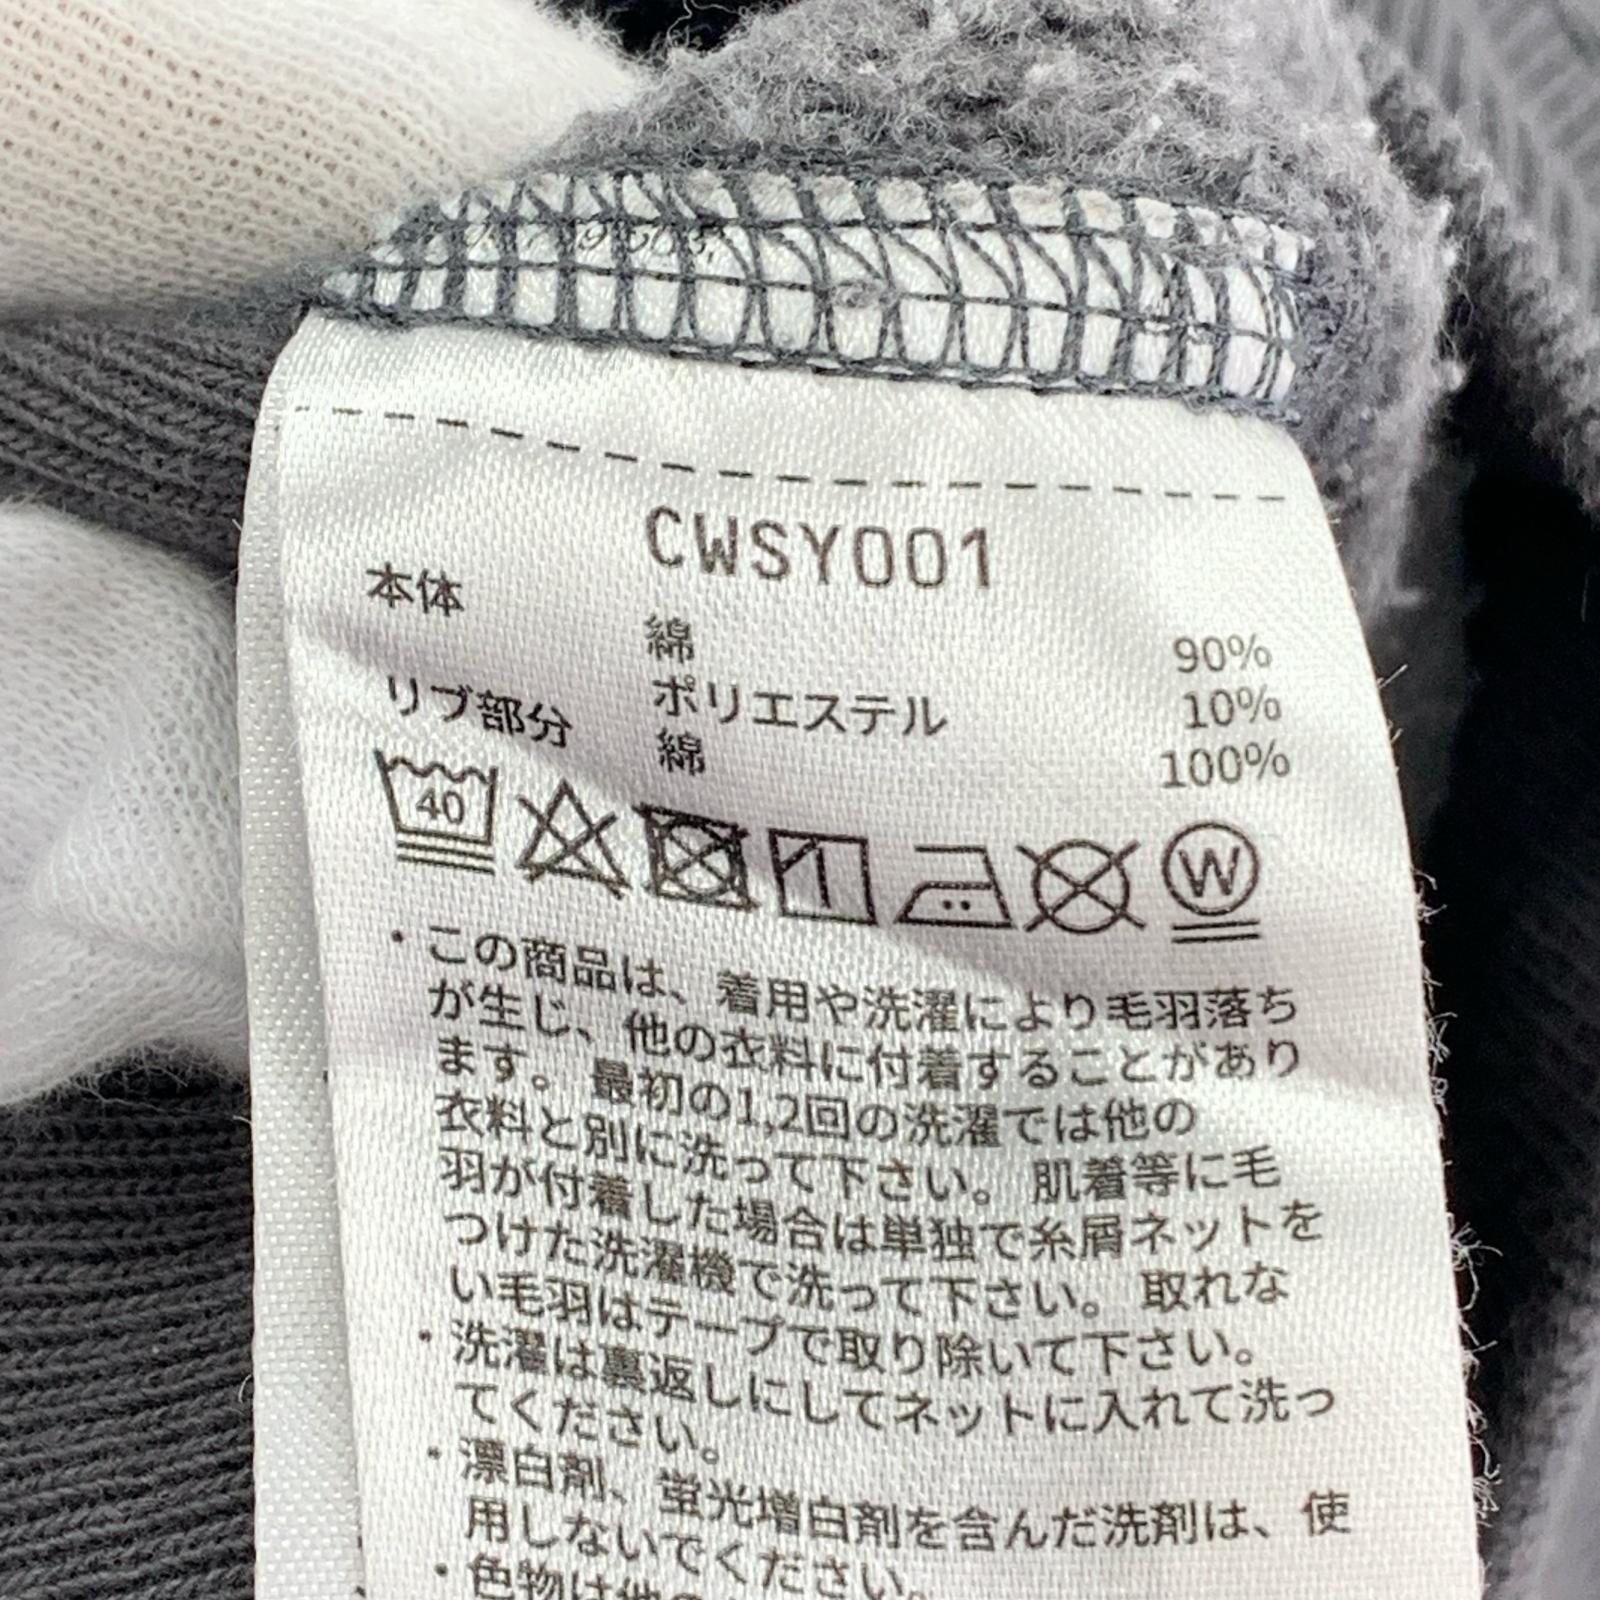 CWSY001
本体
綿 90%
ポリエステル 10%
リブ部分
綿 100%
40
W
・この商品は、着用や洗濯により毛羽落ち
が生じ、他の衣料に付着することがあり
ます。最初の1,2回の洗濯では他の
衣料と別に洗って下さい。肌着等に毛
羽が付着した場合は単独で糸屑ネットを
つけた洗濯機で洗って下さい。取れな
い毛羽はテープで取り除いて下さい。
・洗濯は裏返しにしてネットに入れて洗っ
てください。
・漂白剤、蛍光増白剤を含んだ洗剤は、使
用しないでください。
・色物は他の